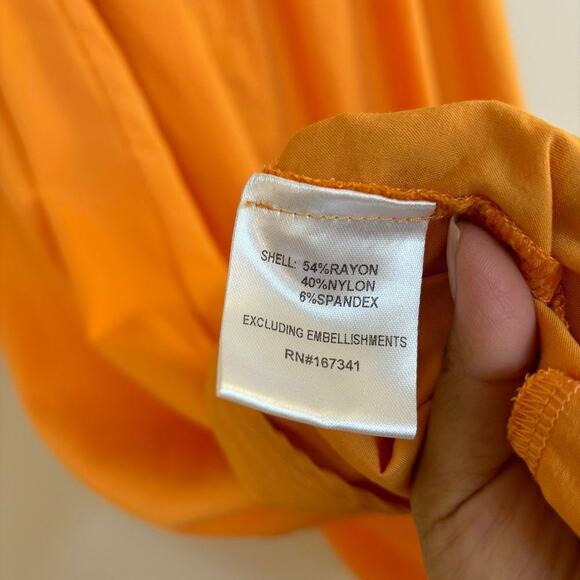 SHELL: 54%RAYON
40%NYLON
6%SPANDEX
EXCLUDING EMBELLISHMENTS
RN#167341